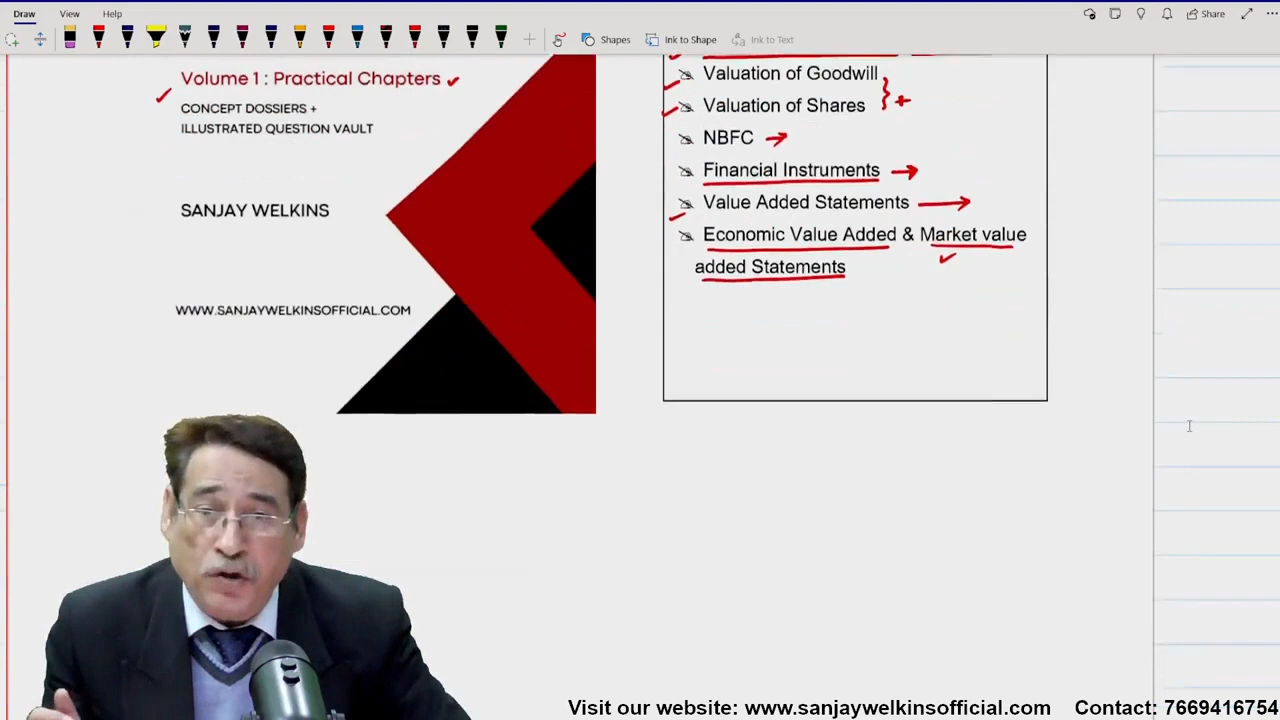 Draw View Help
Share
Shapes Ink to Shape Ink to Text
Volume 1 : Practical Chapters
CONCEPT DOSSIERS +
ILLUSTRATED QUESTION VAULT
SANJAY WELKINS
WWW.SANJAYWELKINSOFFICIAL.COM
Valuation of Goodwill
Valuation of Shares
NBFC
Financial Instruments
Value Added Statements
Economic Value Added & Market value
added Statements
Visit our website: www.sanjaywelkinsofficial.com Contact: 7669416754